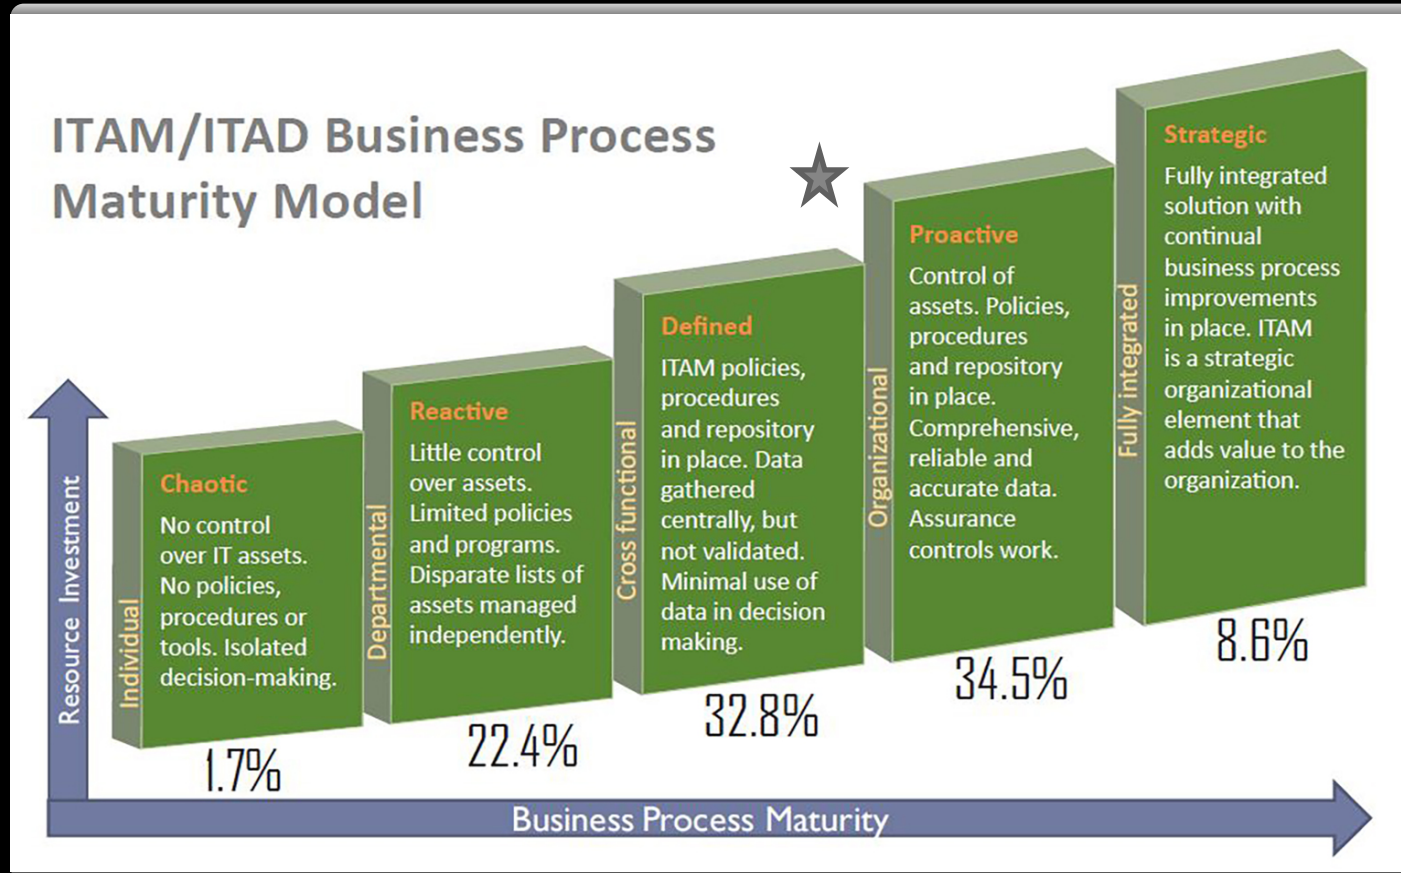 ITAM/ITAD Business Process
Maturity Model
Resource Investment
Individual
Chaotic
No control
over IT assets.
No policies,
procedures or
tools. Isolated
decision-making.
1.7%
Departmental
Reactive
Little control
over assets.
Limited policies
and programs.
Disparate lists of
assets managed
independently.
22.4%
Cross functional
Defined
ITAM policies,
procedures
and repository
in place. Data
gathered
centrally, but
not validated.
Minimal use of
data in decision
making.
32.8%
Organizational
Proactive
Control of
assets. Policies,
procedures
and repository
in place.
Comprehensive,
reliable and
accurate data.
Assurance
controls work.
34.5%
Fully integrated
Strategic
Fully integrated
solution with
continual
business process
improvements
in place. ITAM
is a strategic
organizational
element that
adds value to the
organization.
8.6%
Business Process Maturity